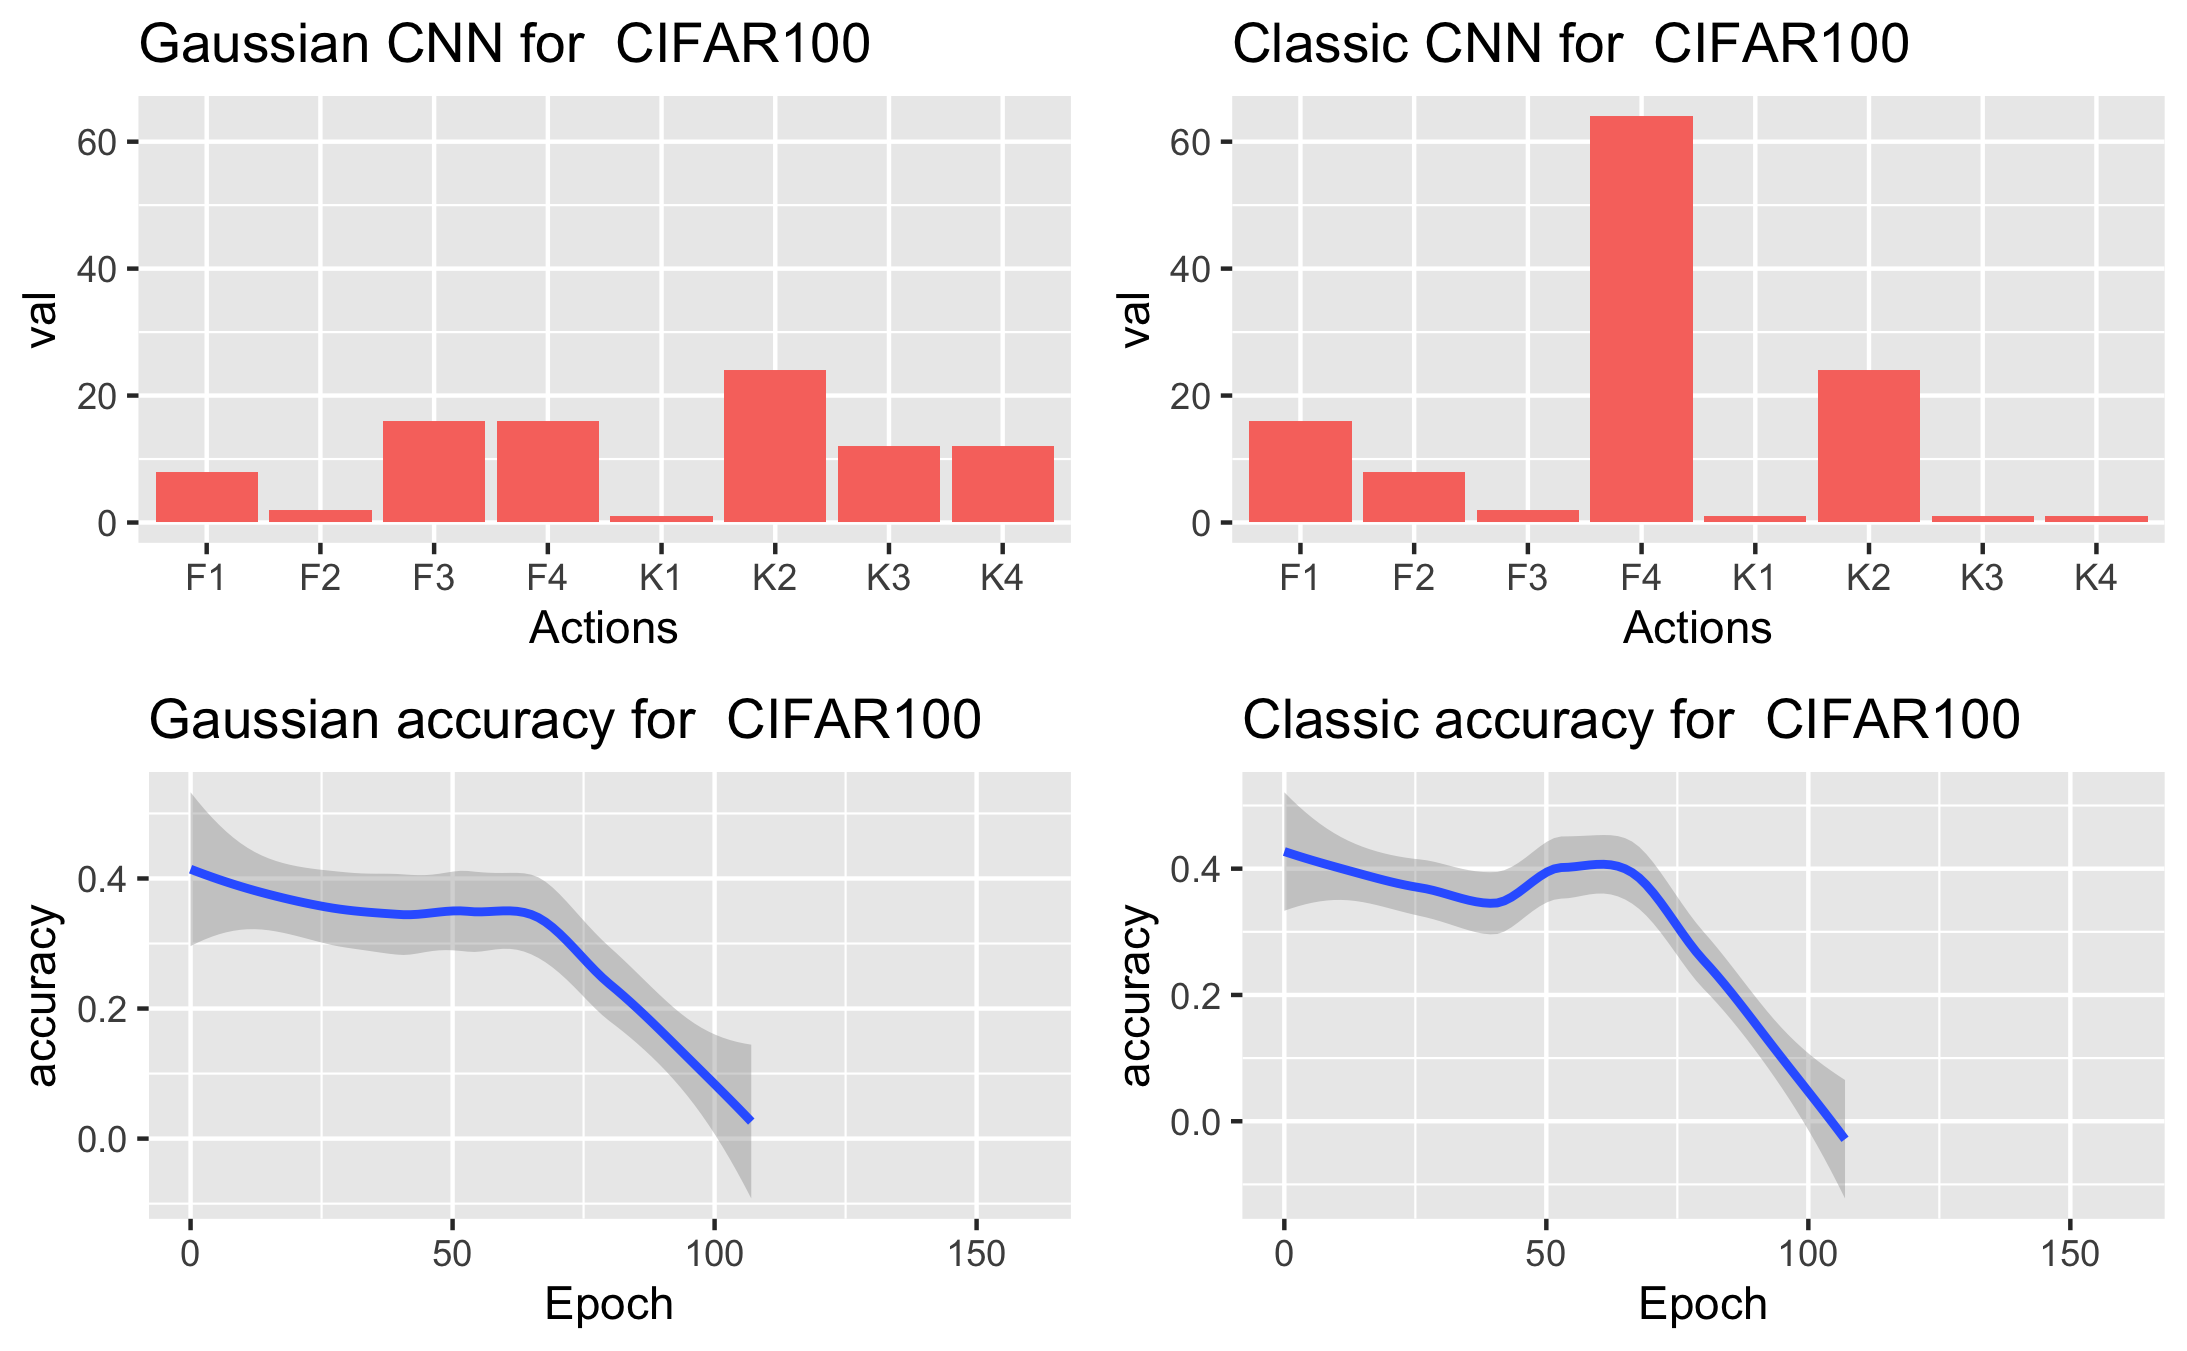 Gaussian CNN for  CIFAR100
60
40
20
0
val
F1 F2 F3 F4 K1 K2 K3 K4
Actions
Classic CNN for  CIFAR100
60
40
20
0
val
F1 F2 F3 F4 K1 K2 K3 K4
Actions
Gaussian accuracy for  CIFAR100
0.4
0.2
0.0
accuracy
0 50 100 150
Epoch
Classic accuracy for  CIFAR100
0.4
0.2
0.0
accuracy
0 50 100 150
Epoch